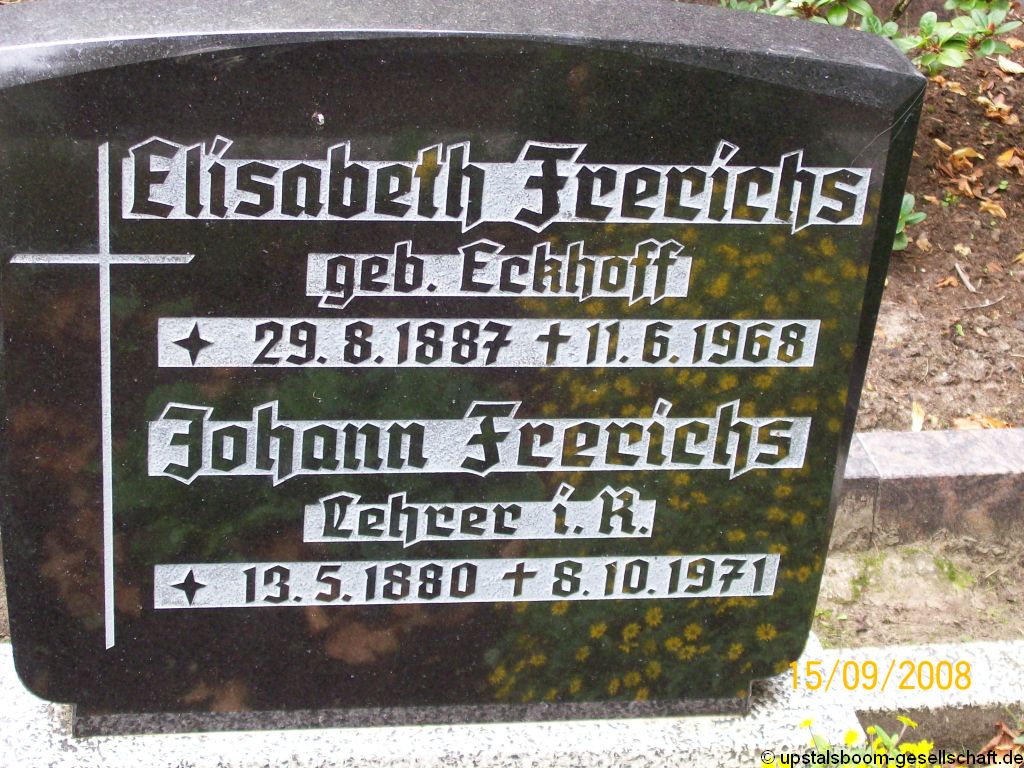 Elisabeth Frerichs
geb. Eckhoff
✦ 29.8.1887 ✝ 11.6.1968
Johann Frerichs
Lehrer i.R.
✦ 13.5.1880 ✝ 8.10.1971
15/09/2008
© upstalsboom-gesellschaft.de